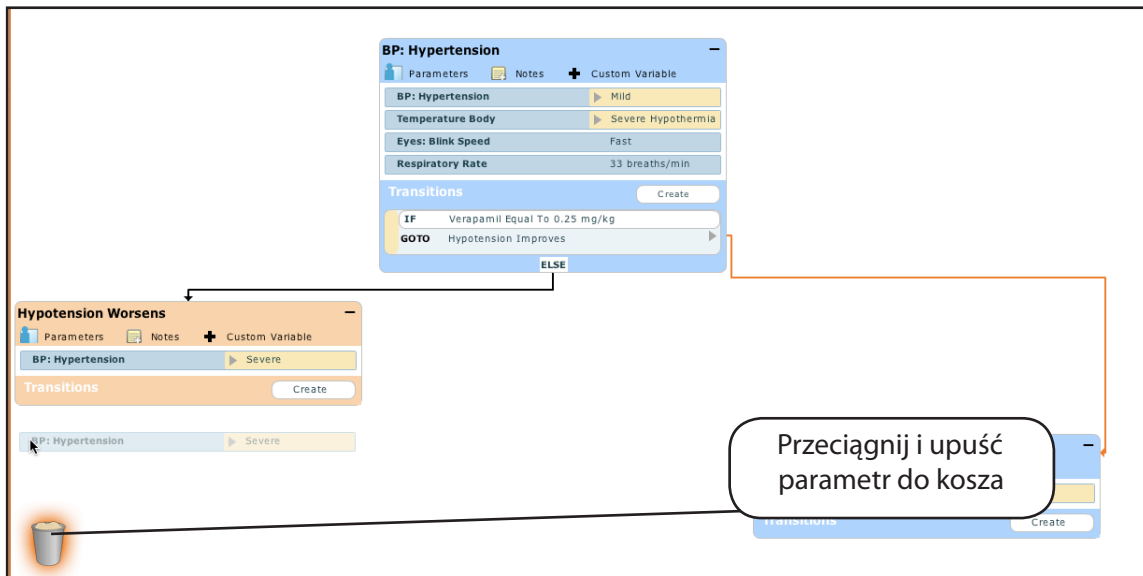 BP: Hypertension
Parameters Notes Custom Variable
BP: Hypertension Mild
Temperature Body Severe Hypothermia
Eyes: Blink Speed Fast
Respiratory Rate 33 breaths/min
Transitions Create
IF Verapamil Equal To 0.25 mg/kg
GOTO Hypotension Improves
ELSE
Hypotension Worsens
Parameters Notes Custom Variable
BP: Hypertension Severe
Transitions Create
BP: Hypertension Severe
Przeciągnij i upuść
parametr do kosza
Transitions Create